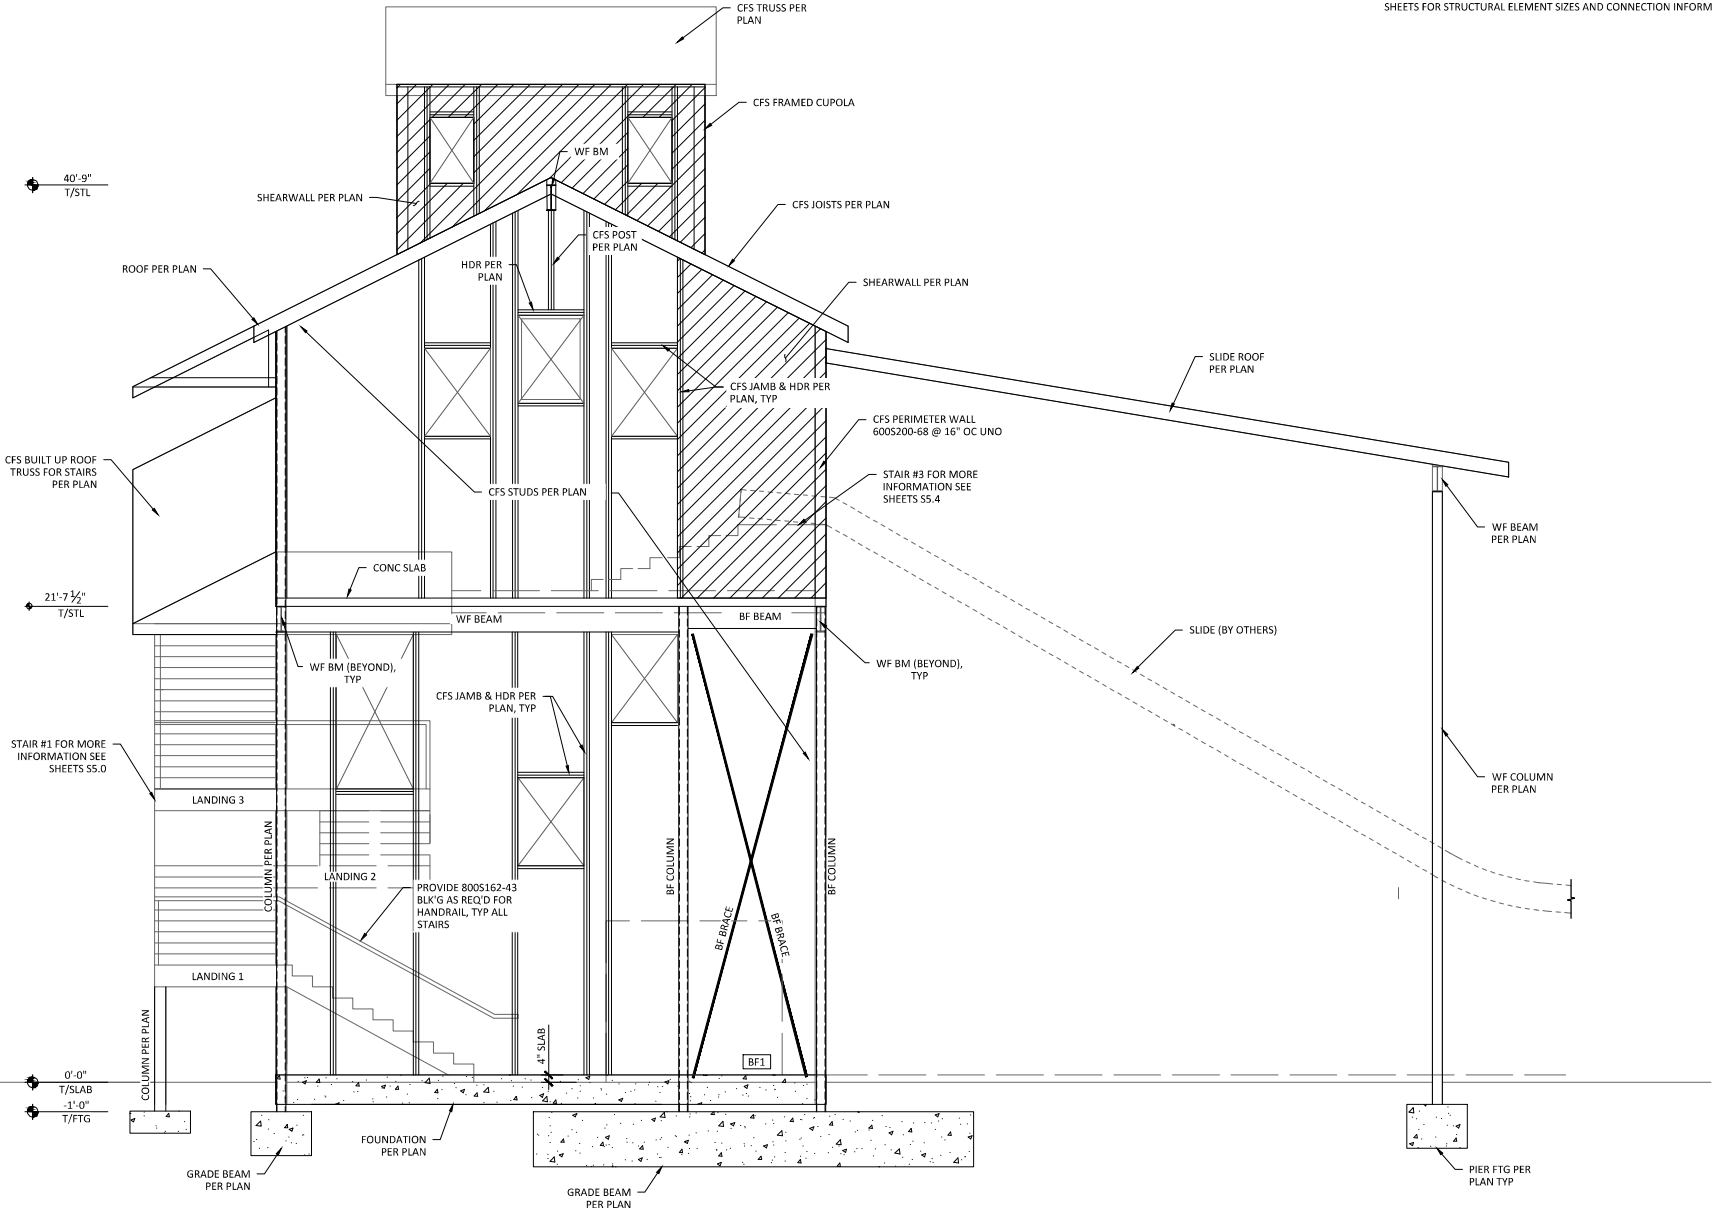 SHEETS FOR STRUCTURAL ELEMENT SIZES AND CONNECTION INFORM
CFS TRUSS PER
PLAN
CFS FRAMED CUPOLA
WF BM
40'-9"
T/STL
SHEARWALL PER PLAN
CFS JOISTS PER PLAN
CFS POST
PER PLAN
HDR PER
PLAN
ROOF PER PLAN
SHEARWALL PER PLAN
SLIDE ROOF
PER PLAN
CFS JAMB & HDR PER
PLAN, TYP
CFS PERIMETER WALL
600S200-68 @ 16" OC UNO
CFS BUILT UP ROOF
TRUSS FOR STAIRS
PER PLAN
STAIR #3 FOR MORE
INFORMATION SEE
SHEETS S5.4
CFS STUDS PER PLAN
WF BEAM
PER PLAN
CONC SLAB
21'-7 1/2"
T/STL
WF BEAM
BF BEAM
SLIDE (BY OTHERS)
WF BM (BEYOND),
TYP
WF BM (BEYOND),
TYP
CFS JAMB & HDR PER
PLAN, TYP
STAIR #1 FOR MORE
INFORMATION SEE
SHEETS S5.0
WF COLUMN
PER PLAN
LANDING 3
COLUMN PER PLAN
BF COLUMN
BF COLUMN
LANDING 2
PROVIDE 800S162-43
BLK'G AS REQ'D FOR
HANDRAIL, TYP ALL
STAIRS
BF BRACE
BF BRACE
LANDING 1
COLUMN PER PLAN
4" SLAB
BF1
0'-0"
T/SLAB
-1'-0"
T/FTG
FOUNDATION
PER PLAN
GRADE BEAM
PER PLAN
GRADE BEAM
PER PLAN
PIER FTG PER
PLAN TYP